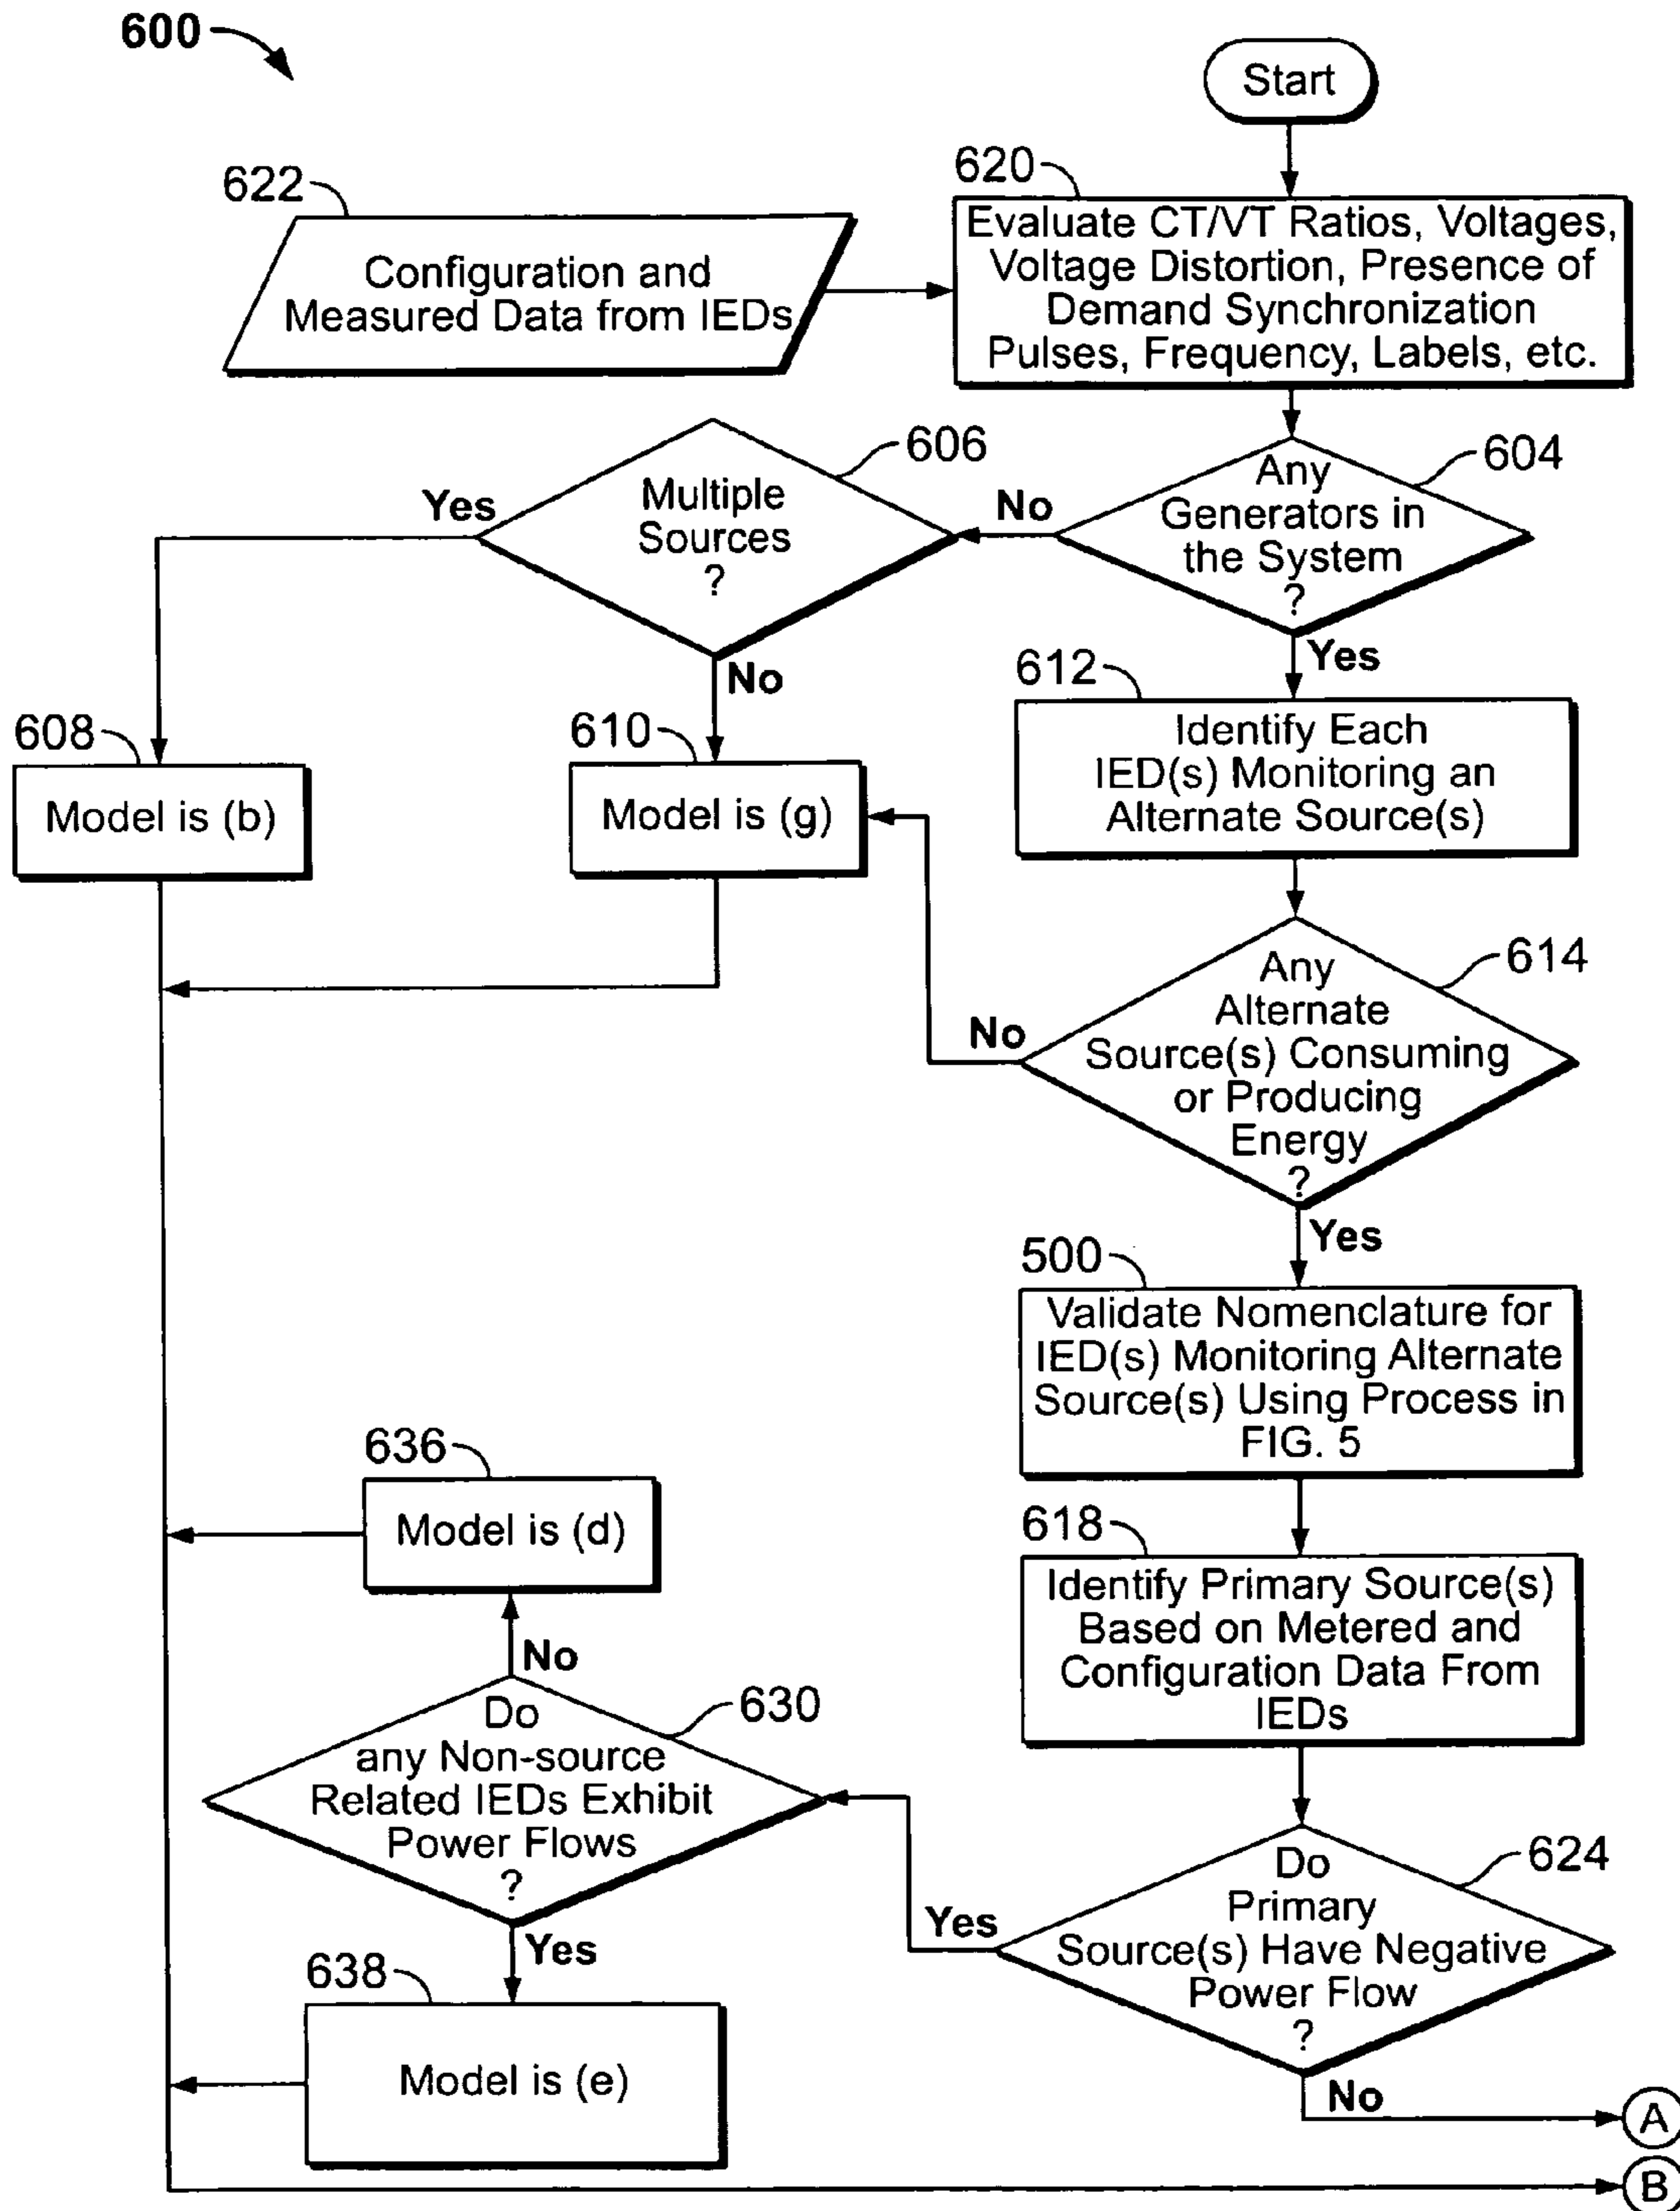 600
Start
622
620
Configuration and
Measured Data from IEDs
Evaluate CT/VT Ratios, Voltages,
Voltage Distortion, Presence of
Demand Synchronization
Pulses, Frequency, Labels, etc.
606
604
Yes
Multiple
Sources
?
No
Any
Generators in
the System
?
No
Yes
608
610
612
Model is (b)
Model is (g)
Identify Each
IED(s) Monitoring an
Alternate Source(s)
614
No
Any
Alternate
Source(s) Consuming
or Producing
Energy
?
Yes
500
Validate Nomenclature for
IED(s) Monitoring Alternate
Source(s) Using Process in
FIG. 5
636
Model is (d)
618
Identify Primary Source(s)
Based on Metered and
Configuration Data From
IEDs
No
630
Do
any Non-source
Related IEDs Exhibit
Power Flows
?
Yes
624
Yes
Do
Primary
Source(s) Have Negative
Power Flow
?
No
638
Model is (e)
A
B